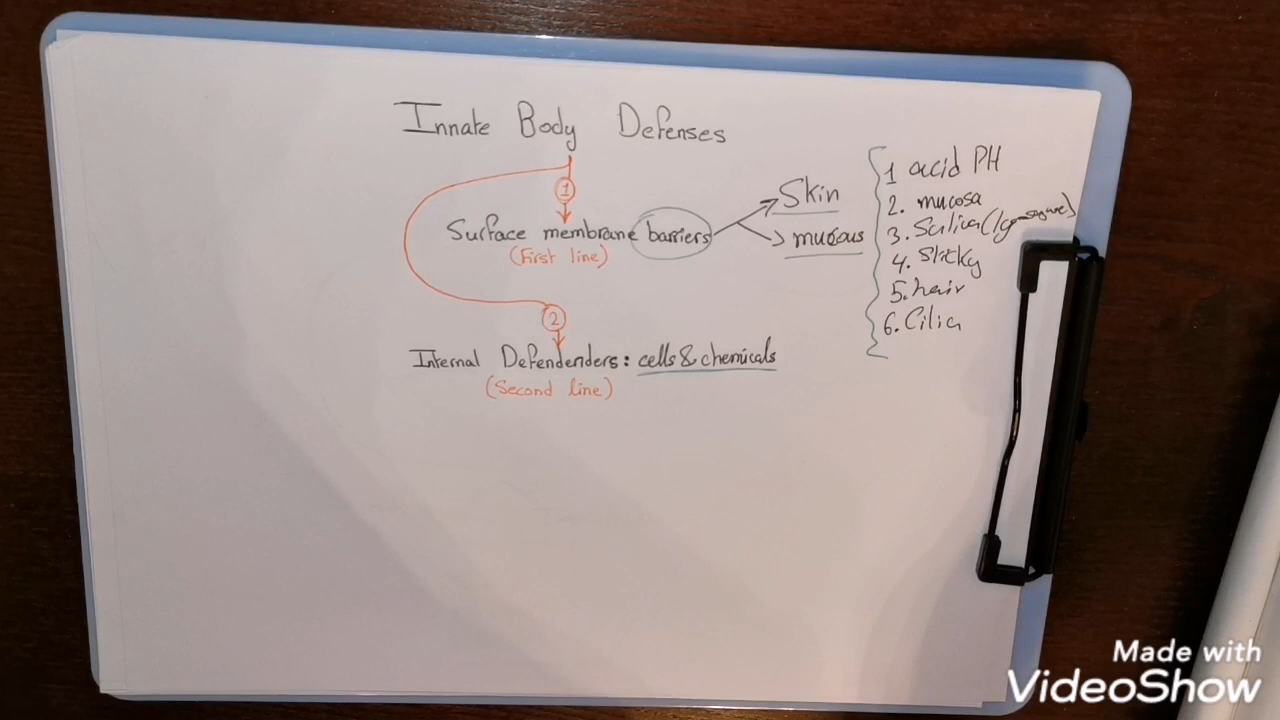 Innate Body Defenses
1
Surface membrane barriers
(First line)
Skin
mucous
1 acid PH
2. mucosa
3. Saliva (lysosyme)
4. Sticky
5. hair
6. Cilia
2
Internal Defendenders: cells & chemicals
(Second line)
Made with
VideoShow